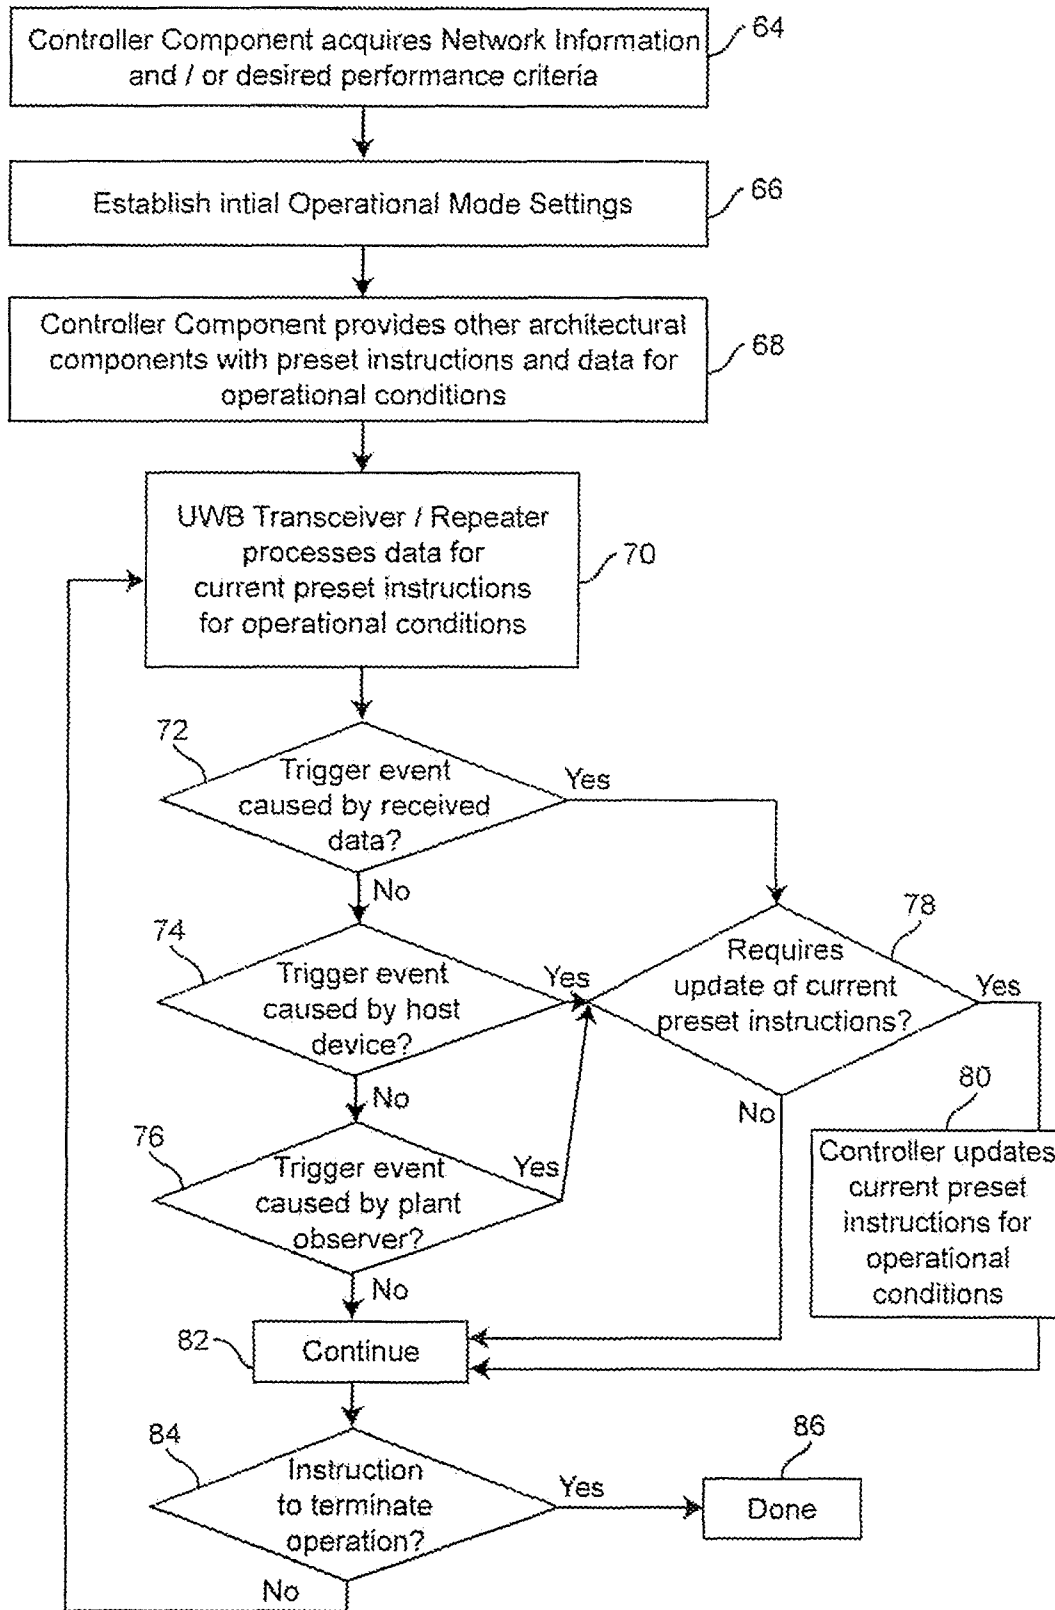 Controller Component acquires Network Information
and / or desired performance criteria
64
Establish intial Operational Mode Settings
66
Controller Component provides other architectural
components with preset instructions and data for
operational conditions
68
UWB Transceiver / Repeater
processes data for
current preset instructions
for operational conditions
70
72
Trigger event
caused by received
data?
Yes
No
74
Trigger event
caused by host
device?
Yes
No
78
Requires
update of current
preset instructions?
Yes
No
76
Trigger event
caused by plant
observer?
Yes
No
80
Controller updates
current preset
instructions for
operational
conditions
82
Continue
84
Instruction
to terminate
operation?
Yes
No
86
Done